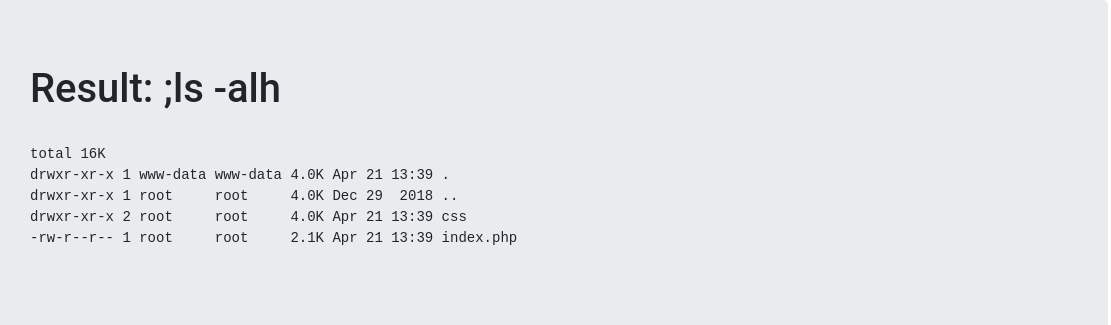 Result: ;ls -alh
total 16K
drwxr-xr-x 1 www-data www-data 4.0K Apr 21 13:39 .
drwxr-xr-x 1 root     root     4.0K Dec 29  2018 ..
drwxr-xr-x 2 root     root     4.0K Apr 21 13:39 css
-rw-r--r-- 1 root     root     2.1K Apr 21 13:39 index.php